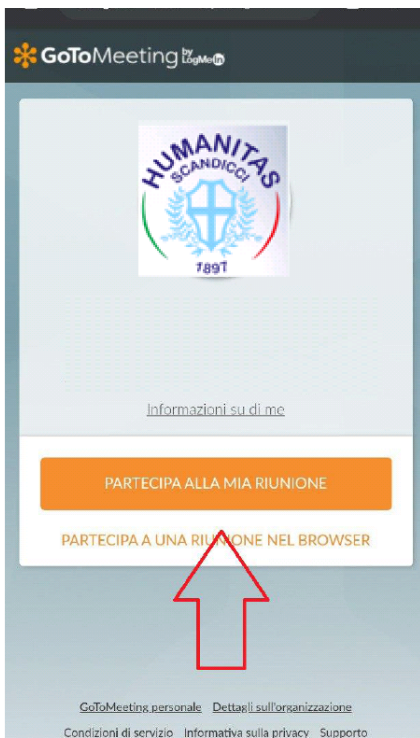 GoToMeeting by LogMeIn
HUMANITAS
SCANDICCI
1897
Informazioni su di me
PARTECIPA ALLA MIA RIUNIONE
PARTECIPA A UNA RIUNIONE NEL BROWSER
GoToMeeting personale Dettagli sull'organizzazione
Condizioni di servizio Informativa sulla privacy Supporto